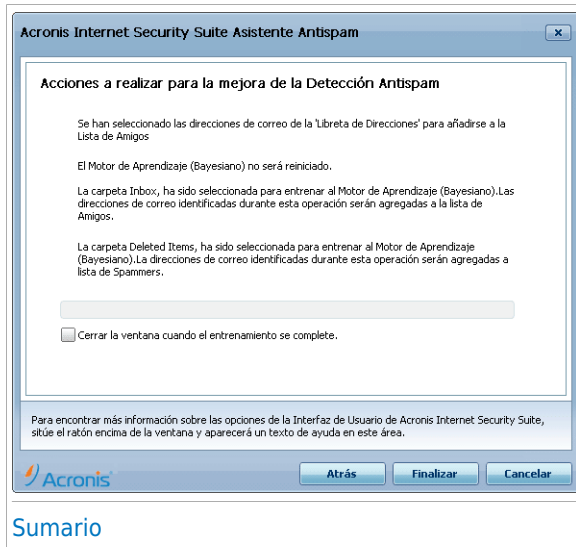 Acronis Internet Security Suite Asistente Antispam
x
Acciones a realizar para la mejora de la Detección Antispam
Se han seleccionado las direcciones de correo de la 'Libreta de Direcciones' para añadirse a la
Lista de Amigos
El Motor de Aprendizaje (Bayesiano) no será reiniciado.
La carpeta Inbox, ha sido seleccionada para entrenar al Motor de Aprendizaje (Bayesiano).Las
direcciones de correo identificadas durante esta operación serán agregadas a la lista de
Amigos.
La carpeta Deleted Items, ha sido seleccionada para entrenar al Motor de Aprendizaje
(Bayesiano).La direcciones de correo identificadas durante esta operación serán agregadas a
lista de Spammers.
Cerrar la ventana cuando el entrenamiento se complete.
Para encontrar más información sobre las opciones de la Interfaz de Usuario de Acronis Internet Security Suite,
sitúe el ratón encima de la ventana y aparecerá un texto de ayuda en este área.
Acronis
Atrás
Finalizar
Cancelar
Sumario